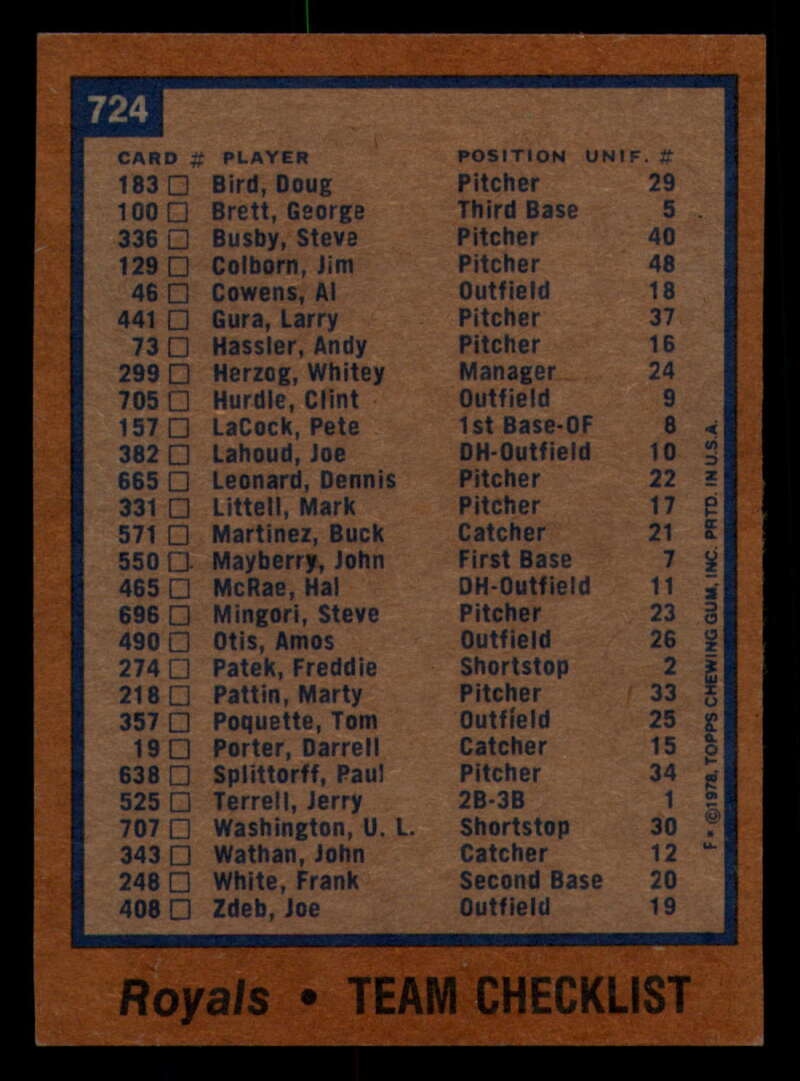 724
CARD # PLAYER POSITION UNIF. #
183 □ Bird, Doug Pitcher 29
100 □ Brett, George Third Base 5
336 □ Busby, Steve Pitcher 40
129 □ Colborn, Jim Pitcher 48
46 □ Cowens, Al Outfield 18
441 □ Gura, Larry Pitcher 37
73 □ Hassler, Andy Pitcher 16
299 □ Herzog, Whitey Manager 24
705 □ Hurdle, Clint Outfield 9
157 □ LaCock, Pete 1st Base-OF 8
382 □ Lahoud, Joe DH-Outfield 10
665 □ Leonard, Dennis Pitcher 22
331 □ Littell, Mark Pitcher 17
571 □ Martinez, Buck Catcher 21
550 □ Mayberry, John First Base 7
465 □ McRae, Hal DH-Outfield 11
696 □ Mingori, Steve Pitcher 23
490 □ Otis, Amos Outfield 26
274 □ Patek, Freddie Shortstop 2
218 □ Pattin, Marty Pitcher 33
357 □ Poquette, Tom Outfield 25
19 □ Porter, Darrell Catcher 15
638 □ Splittorff, Paul Pitcher 34
525 □ Terrell, Jerry 2B-3B 1
707 □ Washington, U. L. Shortstop 30
343 □ Wathan, John Catcher 12
248 □ White, Frank Second Base 20
408 □ Zdeb, Joe Outfield 19
F* ©1978, TOPPS CHEWING GUM, INC. PRTD. IN U.S.A.
Royals • TEAM CHECKLIST